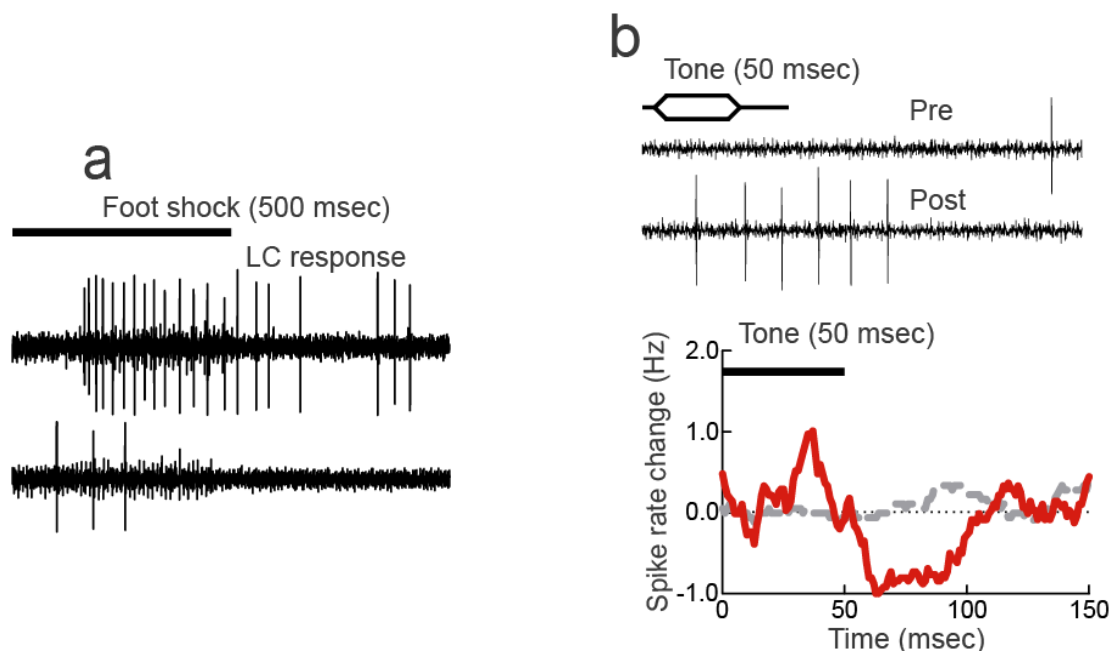 a
Foot shock (500 msec)
LC response
b
Tone (50 msec)
Pre
Post
Tone (50 msec)
Spike rate change (Hz)
2.0
1.0
0.0
-1.0
0 50 100 150
Time (msec)